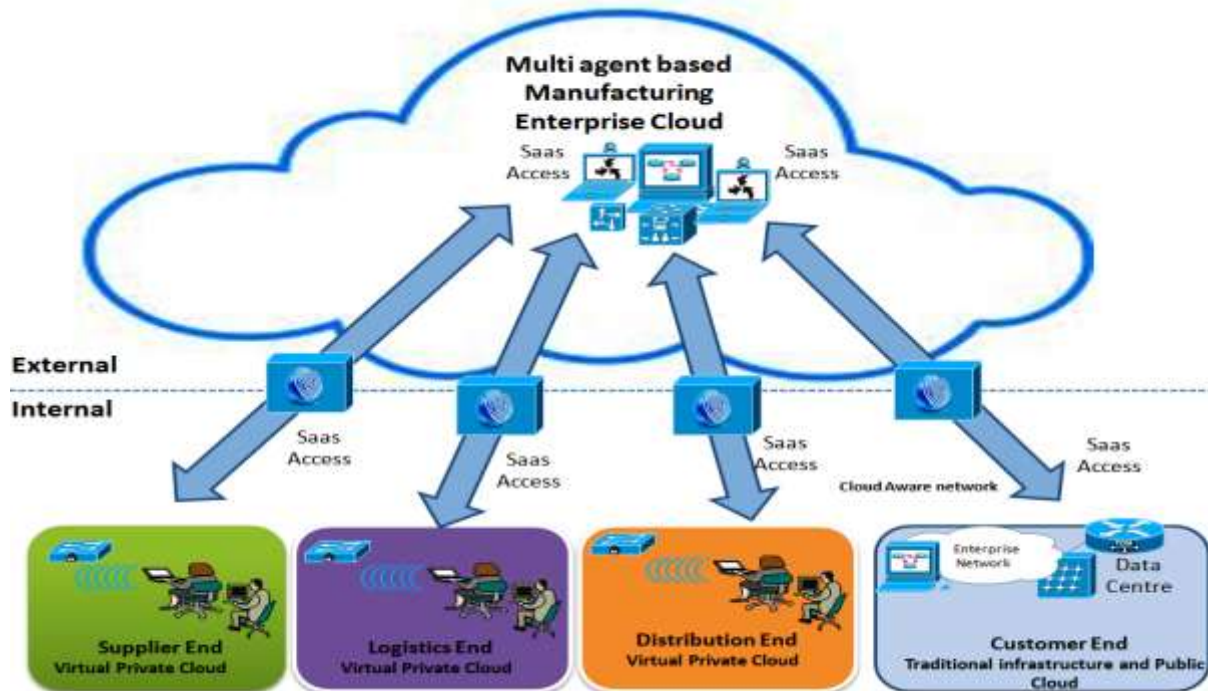 Multi agent based
Manufacturing
Enterprise Cloud
Saas
Access
Saas
Access
External
Internal
Saas
Access
Saas
Access
Saas
Access
Saas
Access
Cloud Aware network
Enterprise
Network
Data
Centre
Supplier End
Virtual Private Cloud
Logistics End
Virtual Private Cloud
Distribution End
Virtual Private Cloud
Customer End
Traditional infrastructure and Public
Cloud